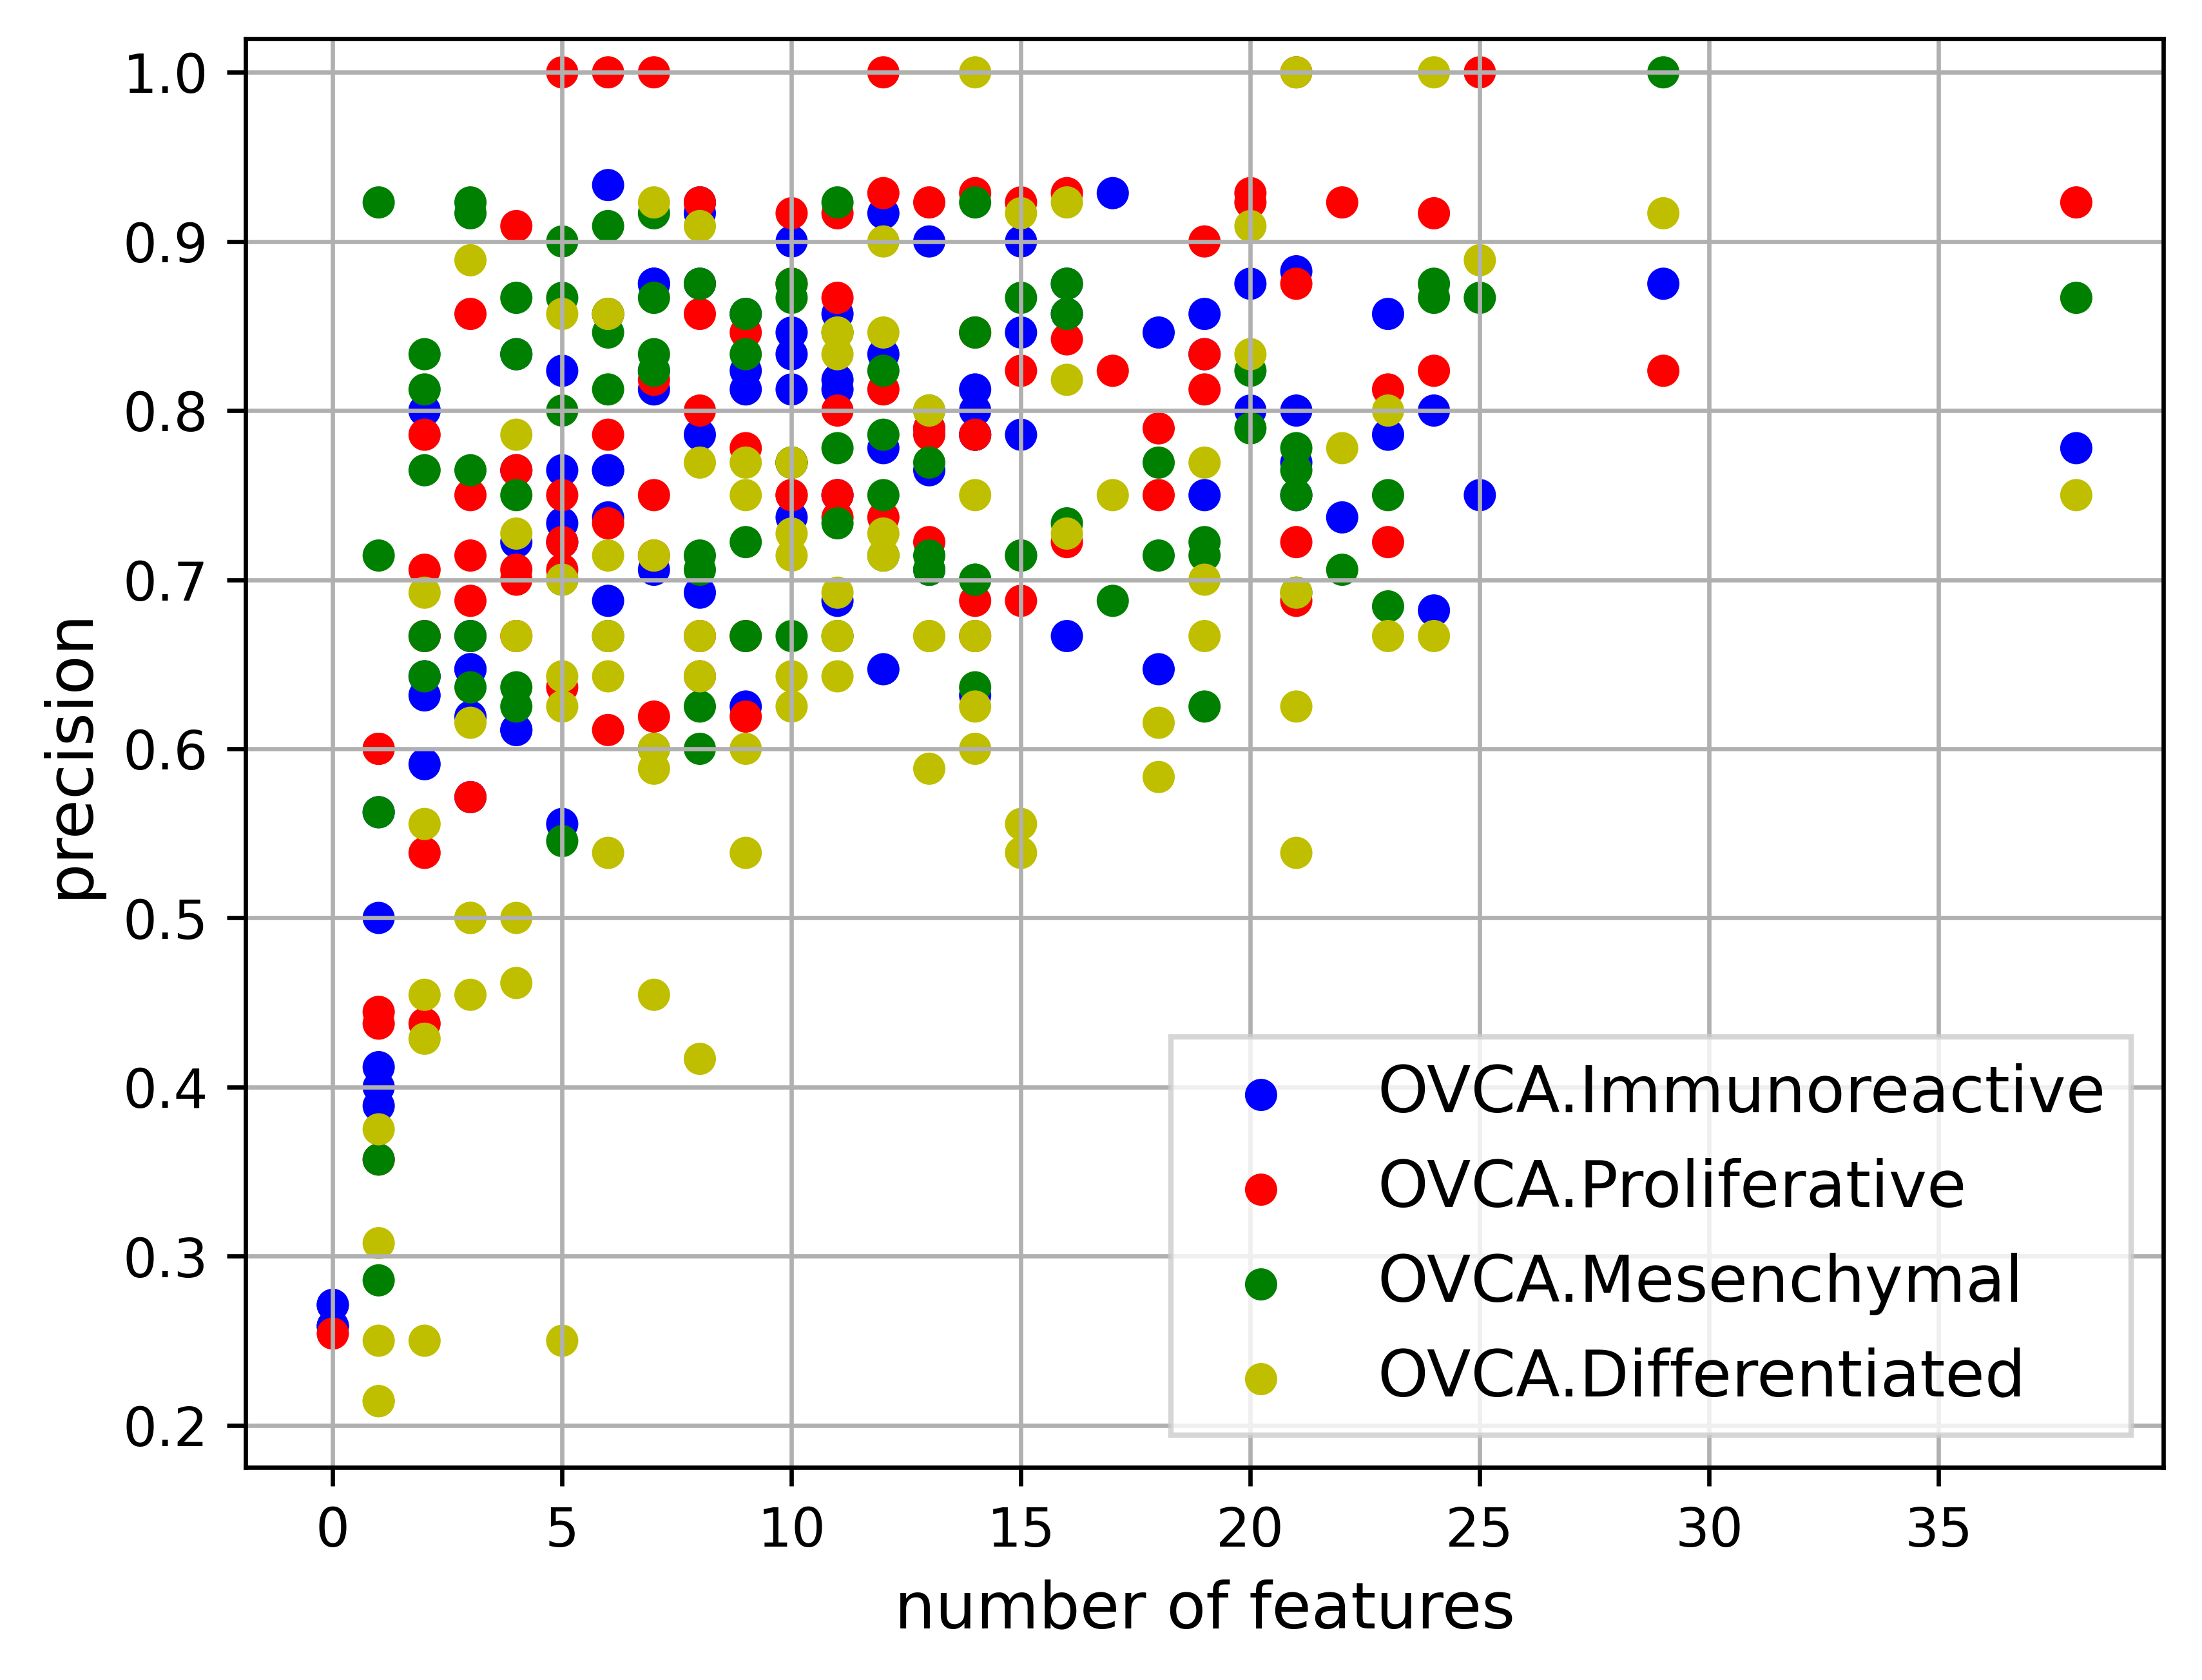 1.0
0.9
0.8
0.7
0.6
0.5
0.4
0.3
0.2
precision
OVCA.Immunoreactive
OVCA.Proliferative
OVCA.Mesenchymal
OVCA.Differentiated
0 5 10 15 20 25 30 35
number of features